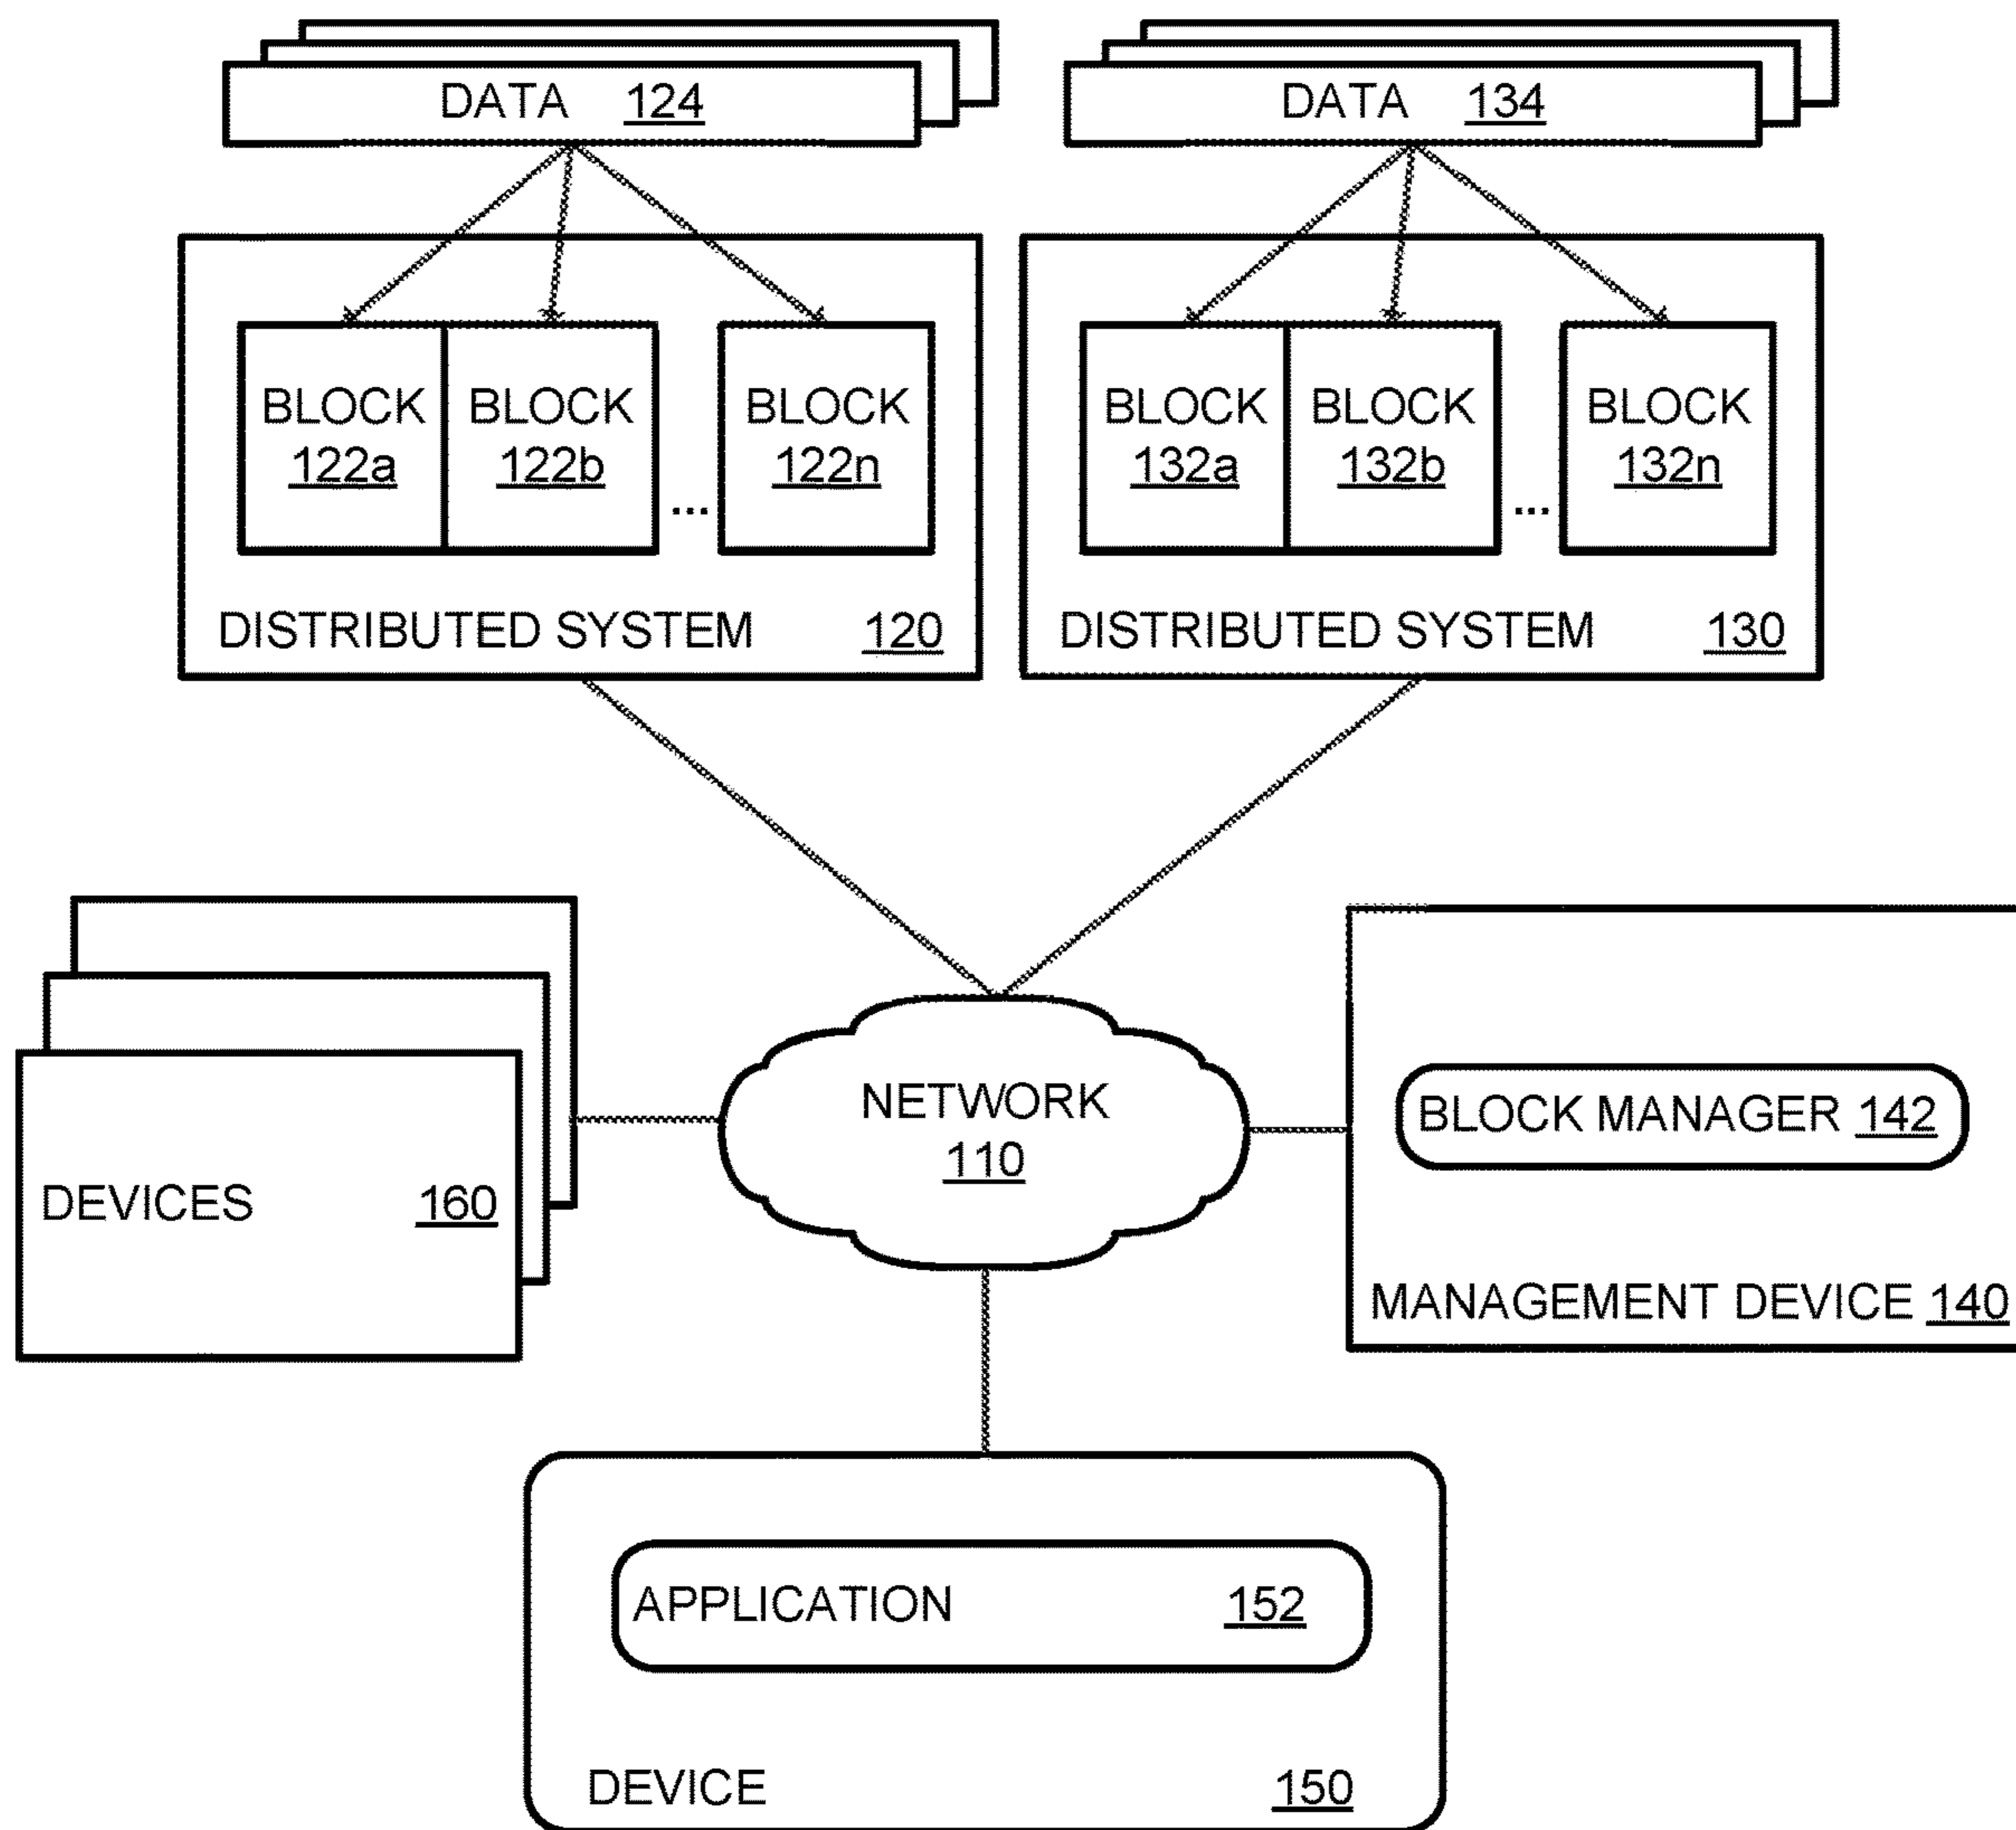 DATA 124
DATA 134
BLOCK 122a
BLOCK 122b
...
BLOCK 122n
DISTRIBUTED SYSTEM 120
BLOCK 132a
BLOCK 132b
...
BLOCK 132n
DISTRIBUTED SYSTEM 130
NETWORK
110
BLOCK MANAGER 142
MANAGEMENT DEVICE 140
DEVICES 160
APPLICATION 152
DEVICE 150